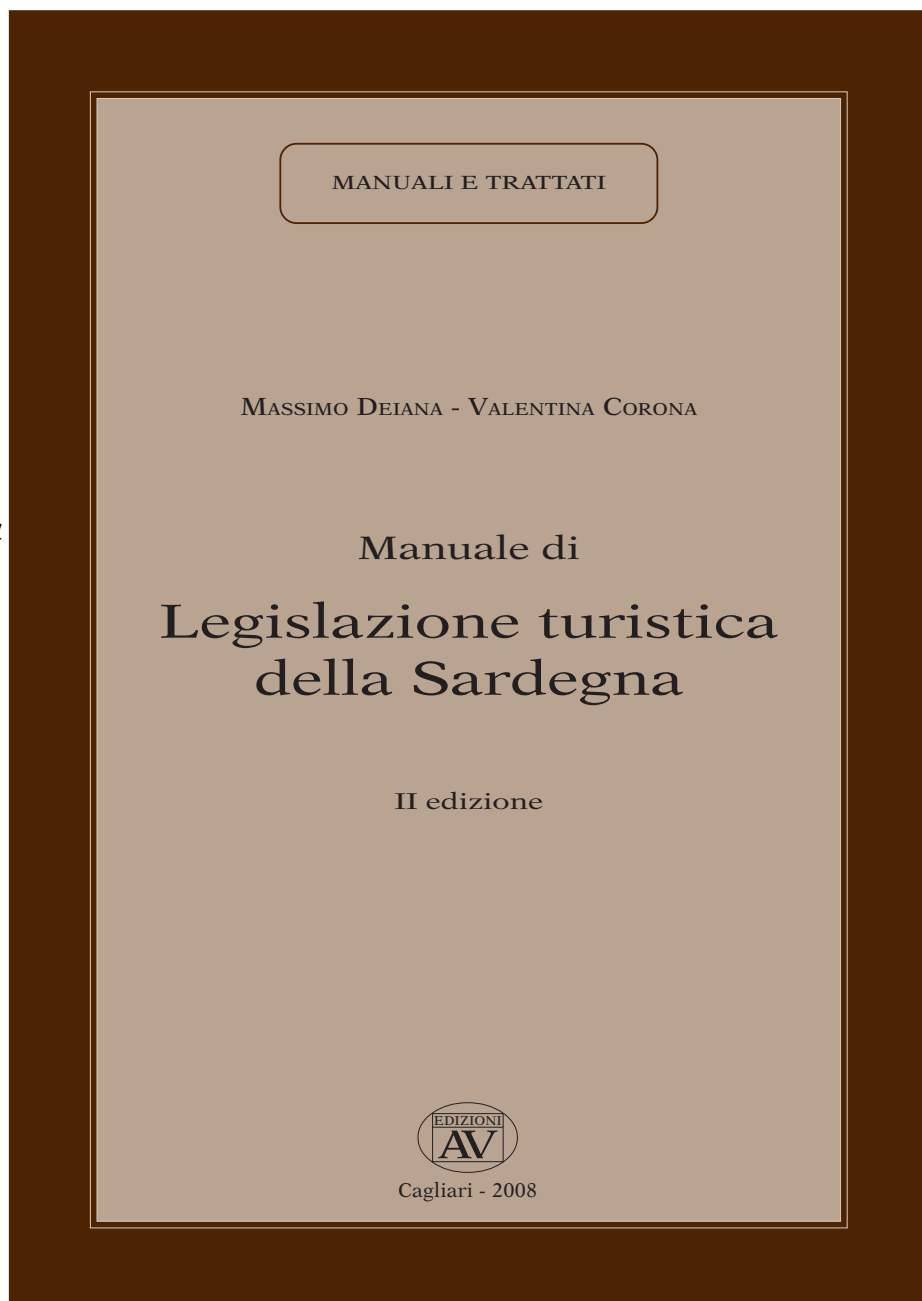 MANUALI E TRATTATI
MASSIMO DEIANA - VALENTINA CORONA
Manuale di
Legislazione turistica
della Sardegna
II edizione
EDIZIONI
AV
Cagliari - 2008